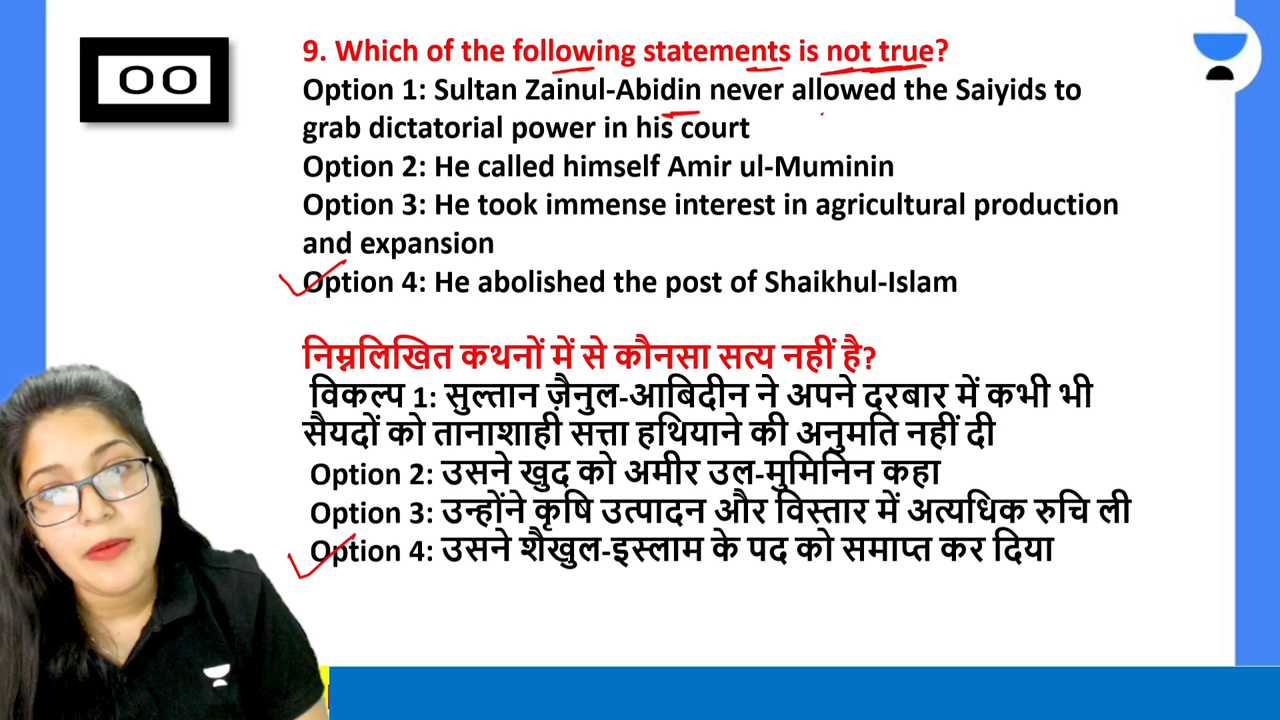 00
9. Which of the following statements is not true?
Option 1: Sultan Zainul-Abidin never allowed the Saiyids to
grab dictatorial power in his court
Option 2: He called himself Amir ul-Muminin
Option 3: He took immense interest in agricultural production
and expansion
Option 4: He abolished the post of Shaikhul-Islam
निम्नलिखित कथनों में से कौनसा सत्य नहीं है?
विकल्प 1: सुल्तान ज़ैनुल-आबिदीन ने अपने दरबार में कभी भी
सैयदों को तानाशाही सत्ता हथियाने की अनुमति नहीं दी
Option 2: उसने खुद को अमीर उल-मुमिनिन कहा
Option 3: उन्होंने कृषि उत्पादन और विस्तार में अत्यधिक रुचि ली
Option 4: उसने शैखुल-इस्लाम के पद को समाप्त कर दिया